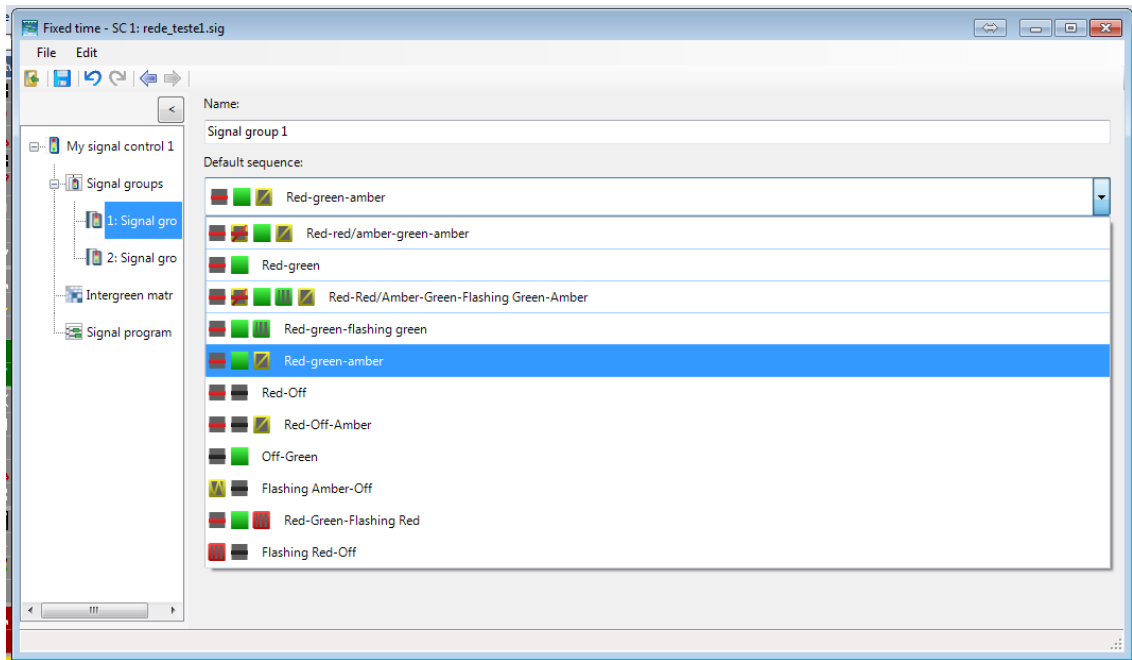 Fixed time - SC 1: rede_teste1.sig
File Edit
<
Name:
Signal group 1
My signal control 1
Default sequence:
Signal groups
Red-green-amber
1: Signal gro
Red-red/amber-green-amber
2: Signal gro
Red-green
Intergreen matr
Red-Red/Amber-Green-Flashing Green-Amber
Signal program
Red-green-flashing green
Red-green-amber
Red-Off
Red-Off-Amber
Off-Green
Flashing Amber-Off
Red-Green-Flashing Red
Flashing Red-Off